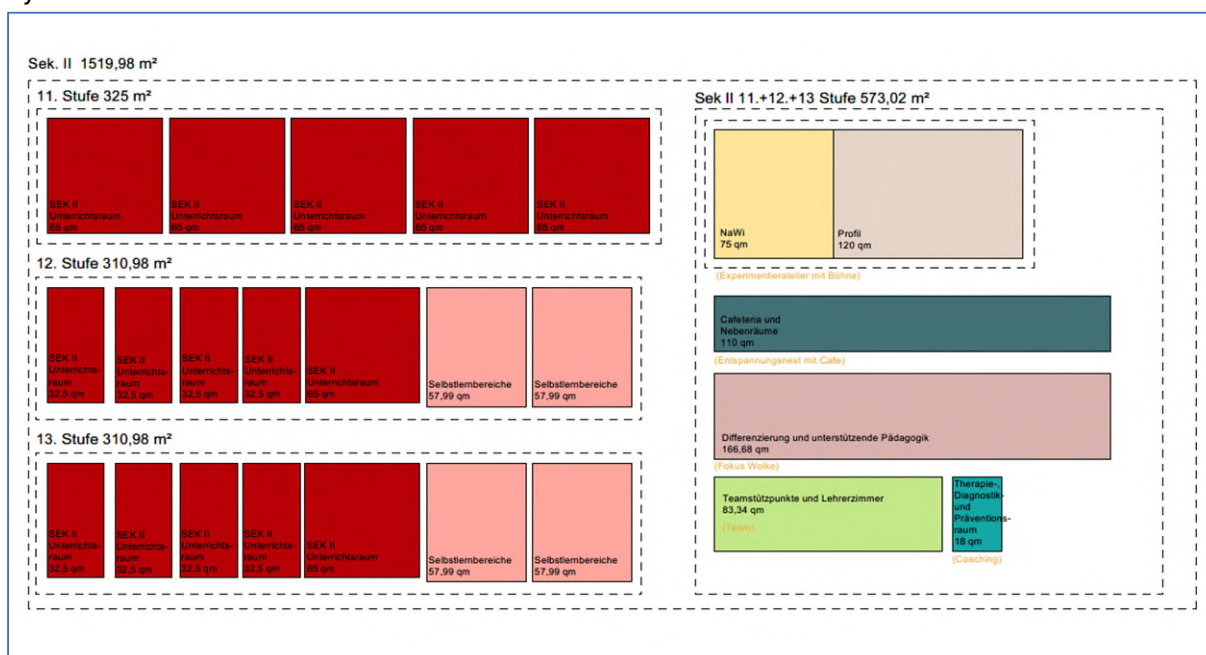 Sek. II 1519,98 m²
11. Stufe 325 m²
SEK II
Unterrichtsraum
65 qm
SEK II
Unterrichtsraum
65 qm
SEK II
Unterrichtsraum
65 qm
SEK II
Unterrichtsraum
65 qm
SEK II
Unterrichtsraum
65 qm
12. Stufe 310,98 m²
SEK II
Unterrichts-
raum
32,5 qm
SEK II
Unterrichts-
raum
32,5 qm
SEK II
Unterrichts-
raum
32,5 qm
SEK II
Unterrichts-
raum
32,5 qm
SEK II
Unterrichtsraum
65 qm
Selbstlernbereiche
57,99 qm
Selbstlernbereiche
57,99 qm
13. Stufe 310,98 m²
SEK II
Unterrichts-
raum
32,5 qm
SEK II
Unterrichts-
raum
32,5 qm
SEK II
Unterrichts-
raum
32,5 qm
SEK II
Unterrichts-
raum
32,5 qm
SEK II
Unterrichtsraum
65 qm
Selbstlernbereiche
57,99 qm
Selbstlernbereiche
57,99 qm
Sek II 11.+12.+13 Stufe 573,02 m²
NaWi
75 qm
Profil
120 qm
(Experimentieratelier mit Bühne)
Cafeteria und
Nebenräume
110 qm
(Entspannungsnest mit Cafe)
Differenzierung und unterstützende Pädagogik
166,68 qm
(Fokus Wolke)
Teamstützpunkte und Lehrerzimmer
83,34 qm
(Team)
Therapie-,
Diagnostik-
und
Präventions-
raum
18 qm
(Coaching)